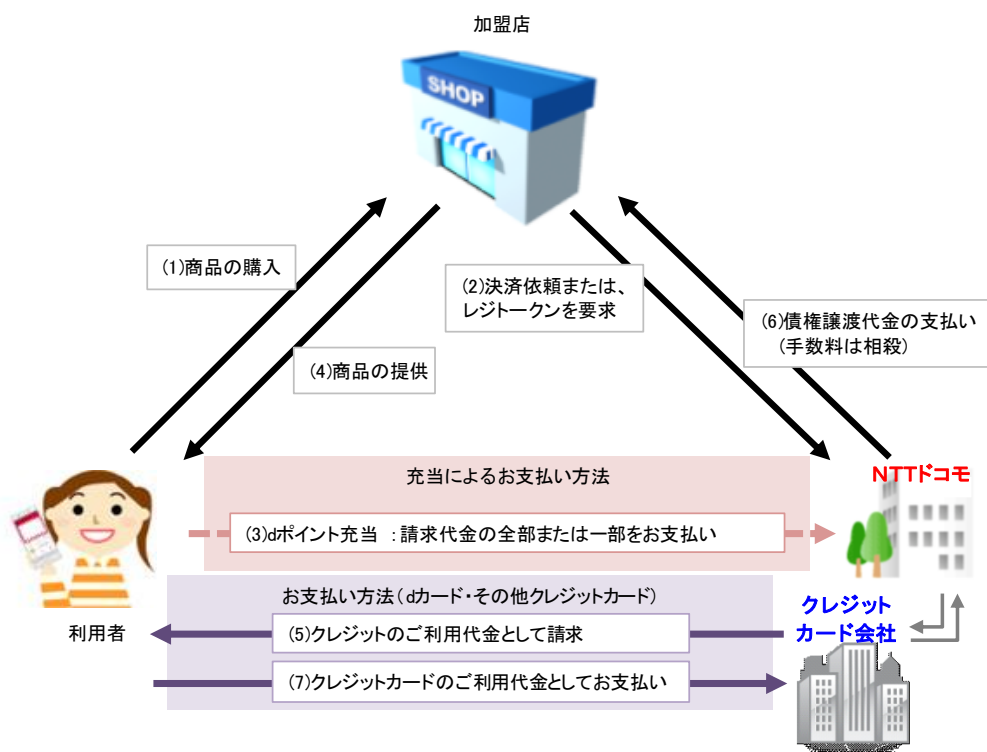 加盟店
SHOP
(1)商品の購入
(2)決済依頼または、
レジトークンを要求
(6)債権譲渡代金の支払い
(手数料は相殺)
(4)商品の提供
充当によるお支払い方法
NTTドコモ
(3)dポイント充当 :請求代金の全部または一部をお支払い
お支払い方法(dカード・その他クレジットカード)
クレジット
カード会社
利用者
(5)クレジットのご利用代金として請求
(7)クレジットカードのご利用代金としてお支払い